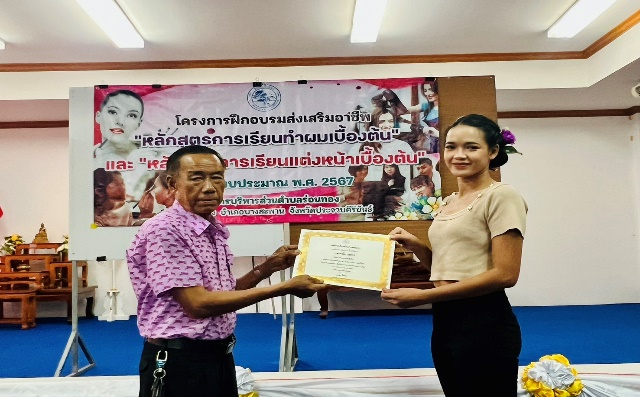 โครงการฝึกอบรมส่งเสริมอาชีพ
"หลักสูตรการเรียนทำผมเบื้องต้น"
และ "หลั การเรียนแต่งหน้าเบื้องต้น"
บประมาณ พ.ศ. 2567
รบริหารส่วนตำบลร่อนทอง
อำเภอบางสะพาน จังหวัดประจวบคีรีขันธ์